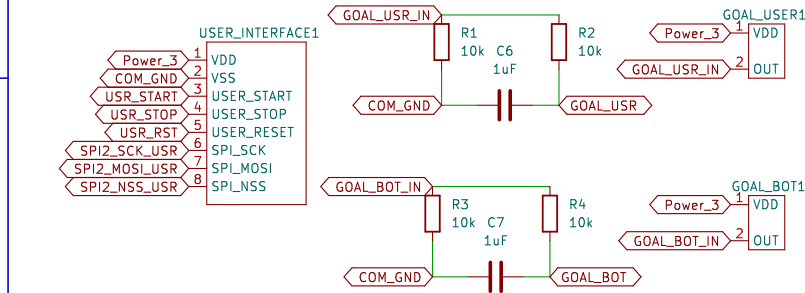 USER_INTERFACE1
Power_3 1 VDD
COM_GND 2 VSS
USR_START 3 USER_START
USR_STOP 4 USER_STOP
USR_RST 5 USER_RESET
SPI2_SCK_USR 6 SPI_SCK
SPI2_MOSI_USR 7 SPI_MOSI
SPI2_NSS_USR 8 SPI_NSS
GOAL_USR_IN
R1
10k
C6
1uF
R2
10k
COM_GND
GOAL_USR
GOAL_USER1
Power_3 1 VDD
GOAL_USR_IN 2 OUT
GOAL_BOT_IN
R3
10k
C7
1uF
R4
10k
COM_GND
GOAL_BOT
GOAL_BOT1
Power_3 1 VDD
GOAL_BOT_IN 2 OUT